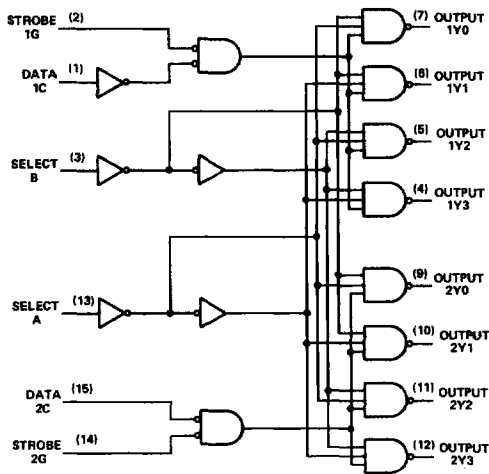 STROBE (2)
1G
DATA (1)
1C
SELECT (3)
B
SELECT (13)
A
DATA (15)
2C
STROBE (14)
2G
(7) OUTPUT
1Y0
(6) OUTPUT
1Y1
(5) OUTPUT
1Y2
(4) OUTPUT
1Y3
(9) OUTPUT
2Y0
(10) OUTPUT
2Y1
(11) OUTPUT
2Y2
(12) OUTPUT
2Y3